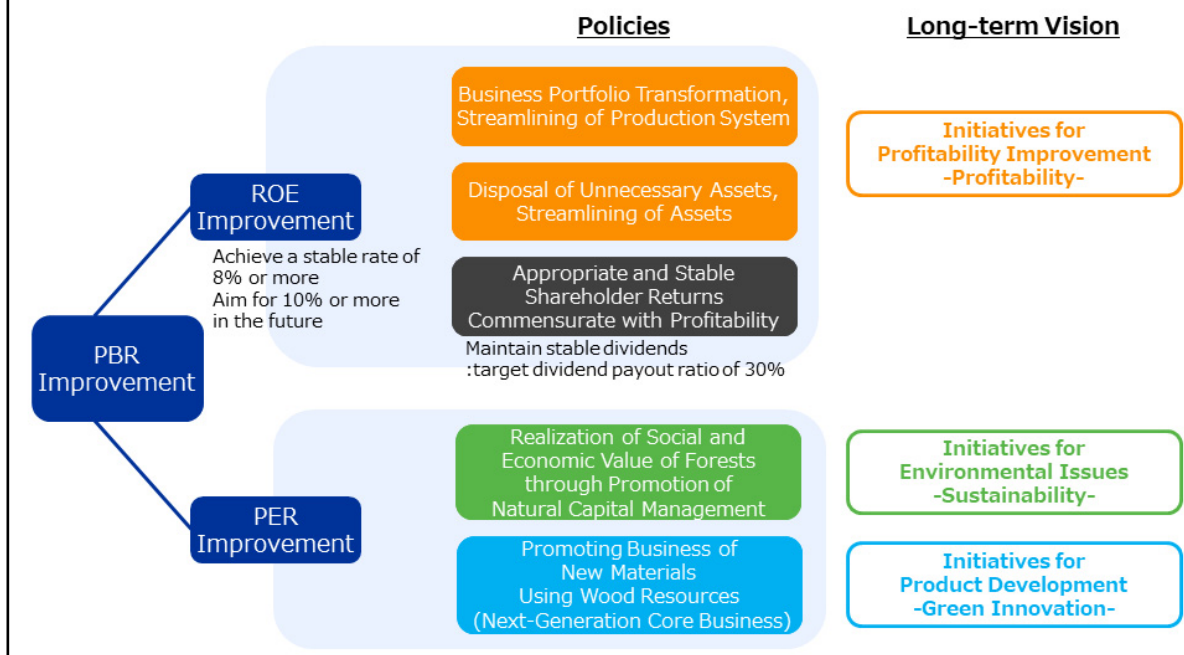 Policies
Long-term Vision
Business Portfolio Transformation,
Streamlining of Production System
Initiatives for
Profitability Improvement
-Profitability-
ROE
Improvement
Disposal of Unnecessary Assets,
Streamlining of Assets
Achieve a stable rate of
8% or more
Aim for 10% or more
in the future
Appropriate and Stable
Shareholder Returns
Commensurate with Profitability
Maintain stable dividends
:target dividend payout ratio of 30%
PBR
Improvement
Realization of Social and
Economic Value of Forests
through Promotion of
Natural Capital Management
Initiatives for
Environmental Issues
-Sustainability-
PER
Improvement
Promoting Business of
New Materials
Using Wood Resources
(Next-Generation Core Business)
Initiatives for
Product Development
-Green Innovation-